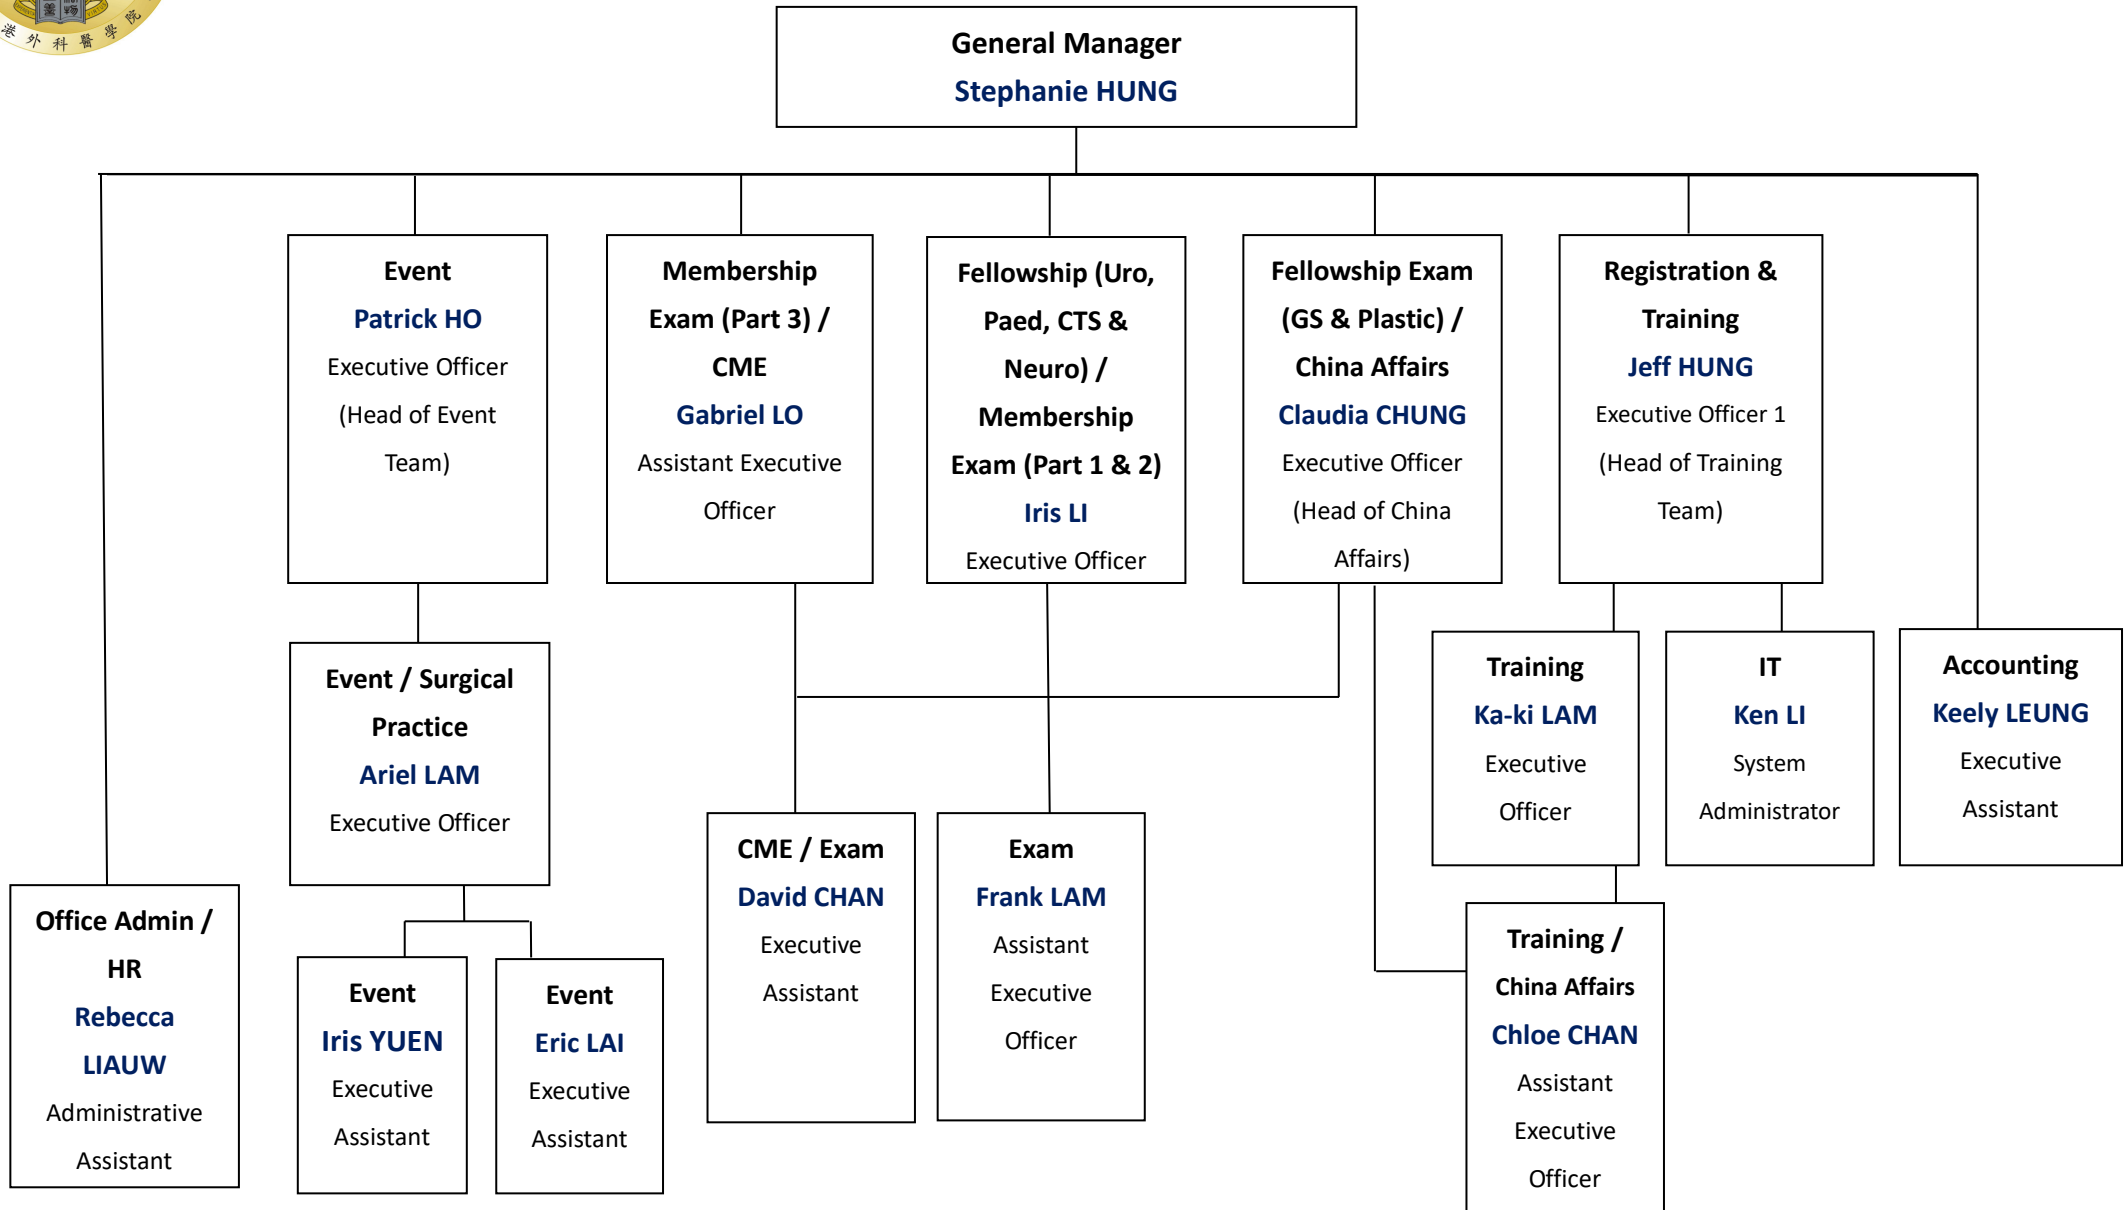 港外科醫學院
General Manager
Stephanie HUNG
Event
Patrick HO
Executive Officer
(Head of Event
Team)
Membership
Exam (Part 3) /
CME
Gabriel LO
Assistant Executive
Officer
Fellowship (Uro,
Paed, CTS &
Neuro) /
Membership
Exam (Part 1 & 2)
Iris LI
Executive Officer
Fellowship Exam
(GS & Plastic) /
China Affairs
Claudia CHUNG
Executive Officer
(Head of China
Affairs)
Registration &
Training
Jeff HUNG
Executive Officer 1
(Head of Training
Team)
Event / Surgical
Practice
Ariel LAM
Executive Officer
Training
Ka-ki LAM
Executive
Officer
IT
Ken LI
System
Administrator
Accounting
Keely LEUNG
Executive
Assistant
Office Admin /
HR
Rebecca
LIAUW
Administrative
Assistant
Event
Iris YUEN
Executive
Assistant
Event
Eric LAI
Executive
Assistant
CME / Exam
David CHAN
Executive
Assistant
Exam
Frank LAM
Assistant
Executive
Officer
Training /
China Affairs
Chloe CHAN
Assistant
Executive
Officer